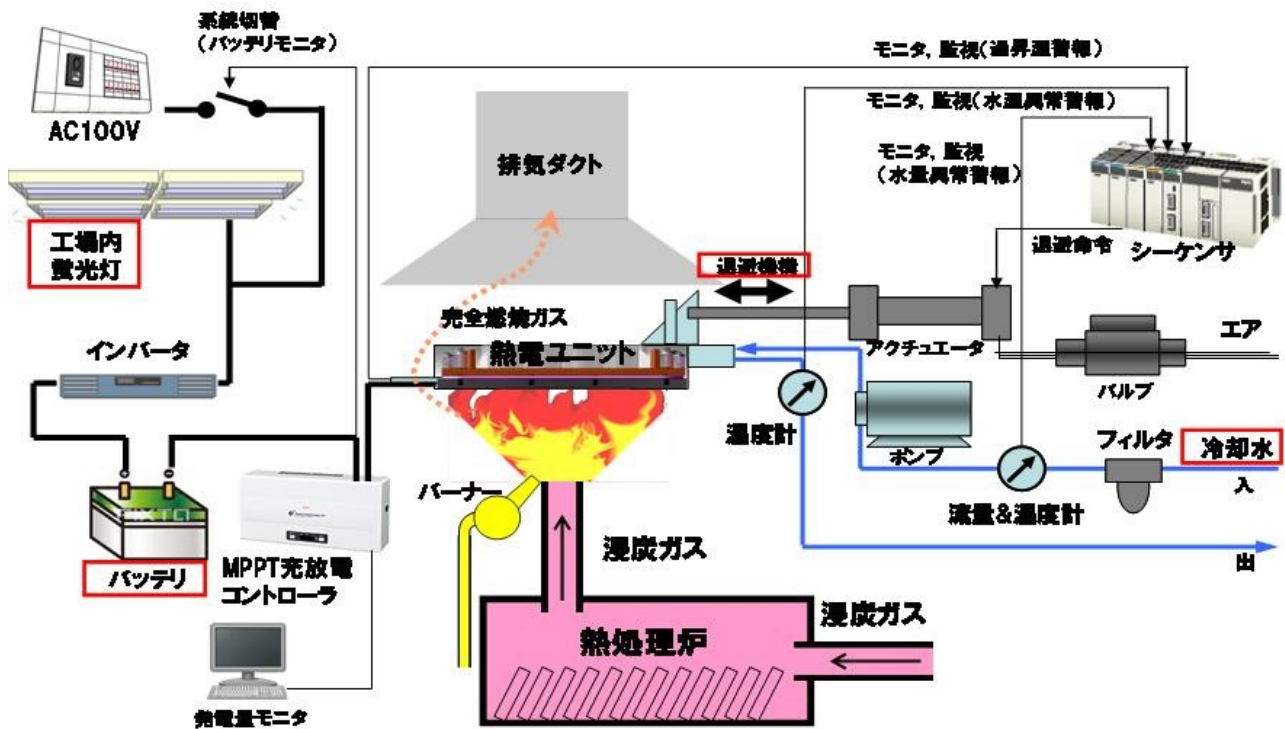 系統切替
（バッテリモニタ）
AC100V
モニタ，監視（過昇温警報）
モニタ，監視（水温異常警報）
モニタ，監視
（水量異常警報）
排気ダクト
工場内
蛍光灯
退避機構
退避命令
シーケンサ
完全燃焼ガス
熱電ユニット
アクチュエータ
エア
バルブ
インバータ
温度計
ポンプ
フィルタ
冷却水
入
バーナー
流量&温度計
浸炭ガス
出
バッテリ
MPPT充放電
コントローラ
浸炭ガス
熱処理炉
発電量モニタ